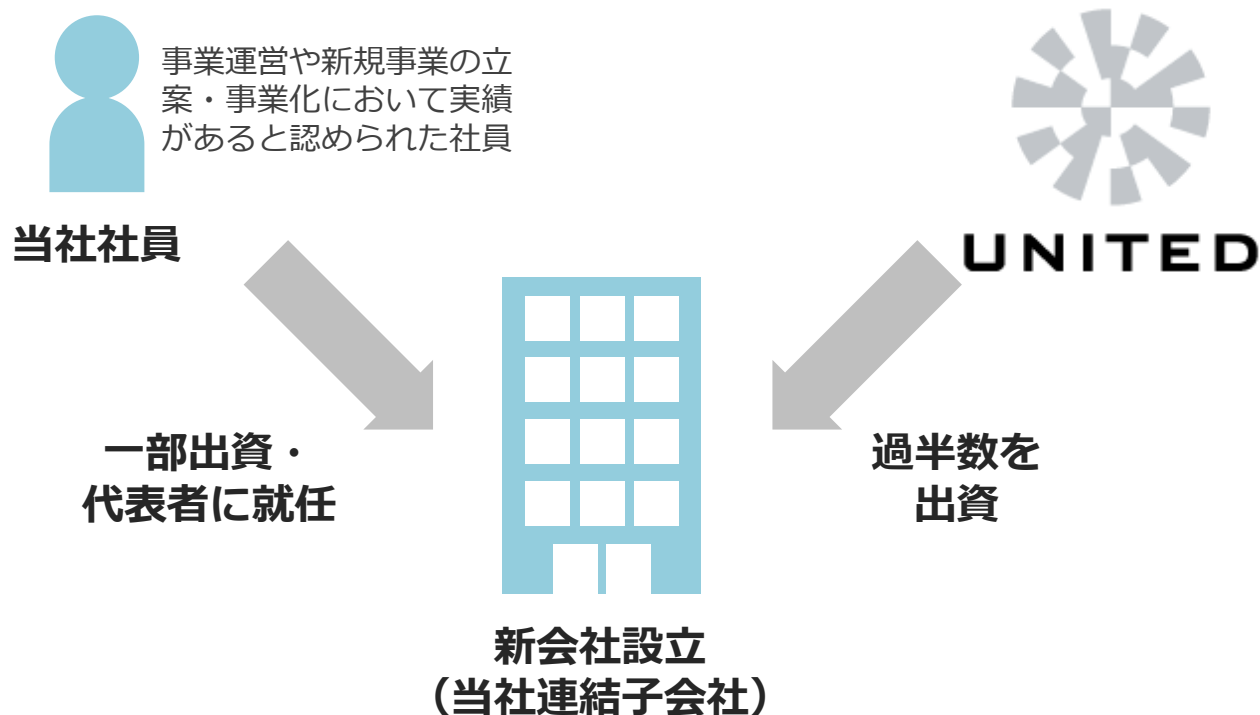 事業運営や新規事業の立
案・事業化において実績
があると認められた社員
当社社員
UNITED
一部出資・
代表者に就任
過半数を
出資
新会社設立
（当社連結子会社）